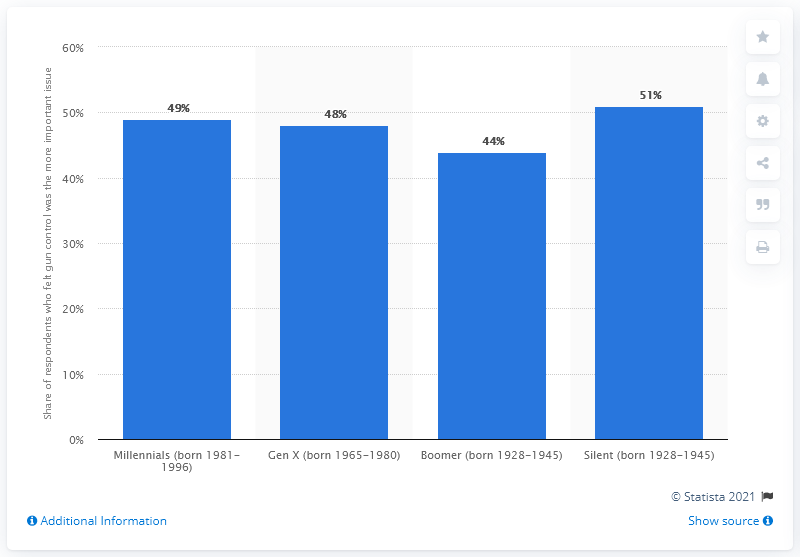 Share of respondents who felt gun control was the more important issue
60%
50%
40%
30%
20%
10%
0%
49%
48%
44%
51%
Millennials (born 1981-
1996)
Gen X (born 1965-1980)
Boomer (born 1928-1945)
Silent (born 1928-1945)
© Statista 2021
Additional Information
Show source